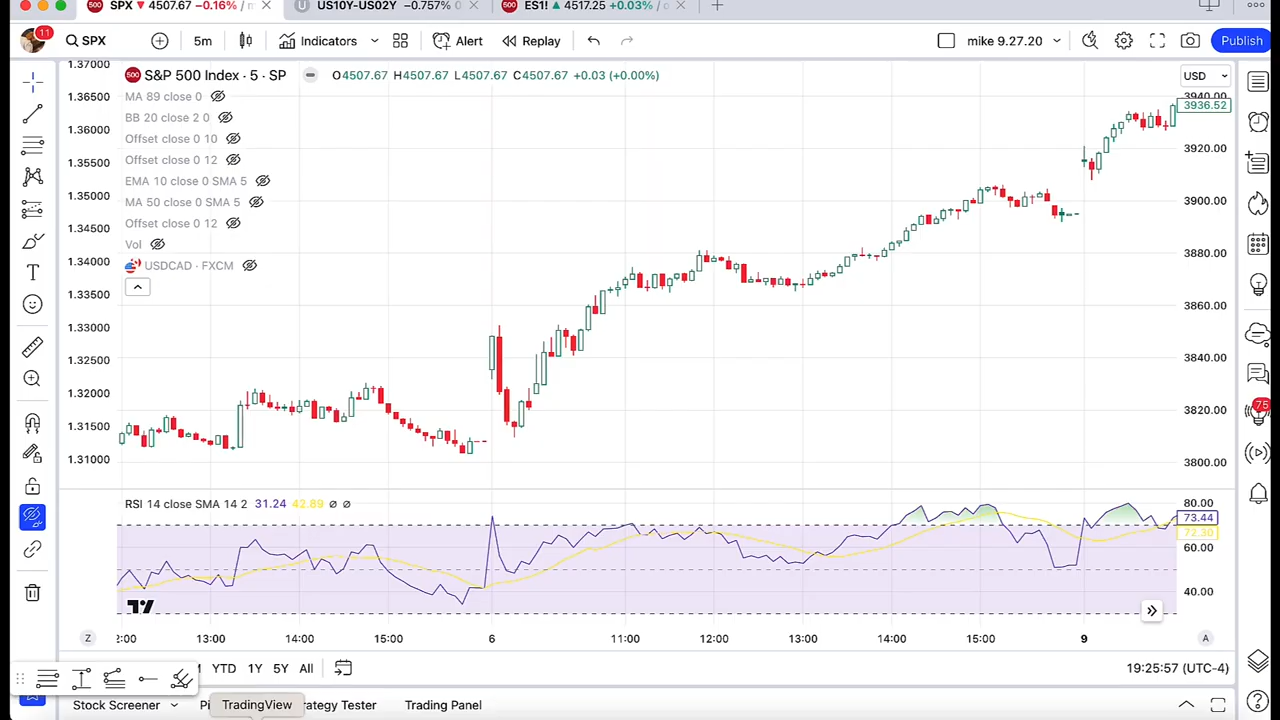 SPX ▼ 4507.67 −0.16% /
US10Y-US02Y −0.757%
ES1! ▲ 4517.25 +0.03% /
11
SPX
5m
Indicators
Alert
Replay
mike 9.27.20
Publish
S&P 500 Index · 5 · SP
O4507.67 H4507.67 L4507.67 C4507.67 +0.03 (+0.00%)
USD
MA 89 close 0
BB 20 close 2 0
Offset close 0 10
Offset close 0 12
EMA 10 close 0 SMA 5
MA 50 close 0 SMA 5
Offset close 0 12
Vol
USDCAD · FXCM
1.37000
1.36500
1.36000
1.35500
1.35000
1.34500
1.34000
1.33500
1.33000
1.32500
1.32000
1.31500
1.31000
3940.00
3936.52
3920.00
3900.00
3880.00
3860.00
3840.00
3820.00
3800.00
75
RSI 14 close SMA 14 2 31.24 42.89 ∅ ∅
80.00
73.44
72.30
60.00
40.00
Z
13:00
14:00
15:00
6
11:00
12:00
13:00
14:00
15:00
9
A
YTD 1Y 5Y All
19:25:57 (UTC-4)
Stock Screener
TradingView
ategy Tester
Trading Panel